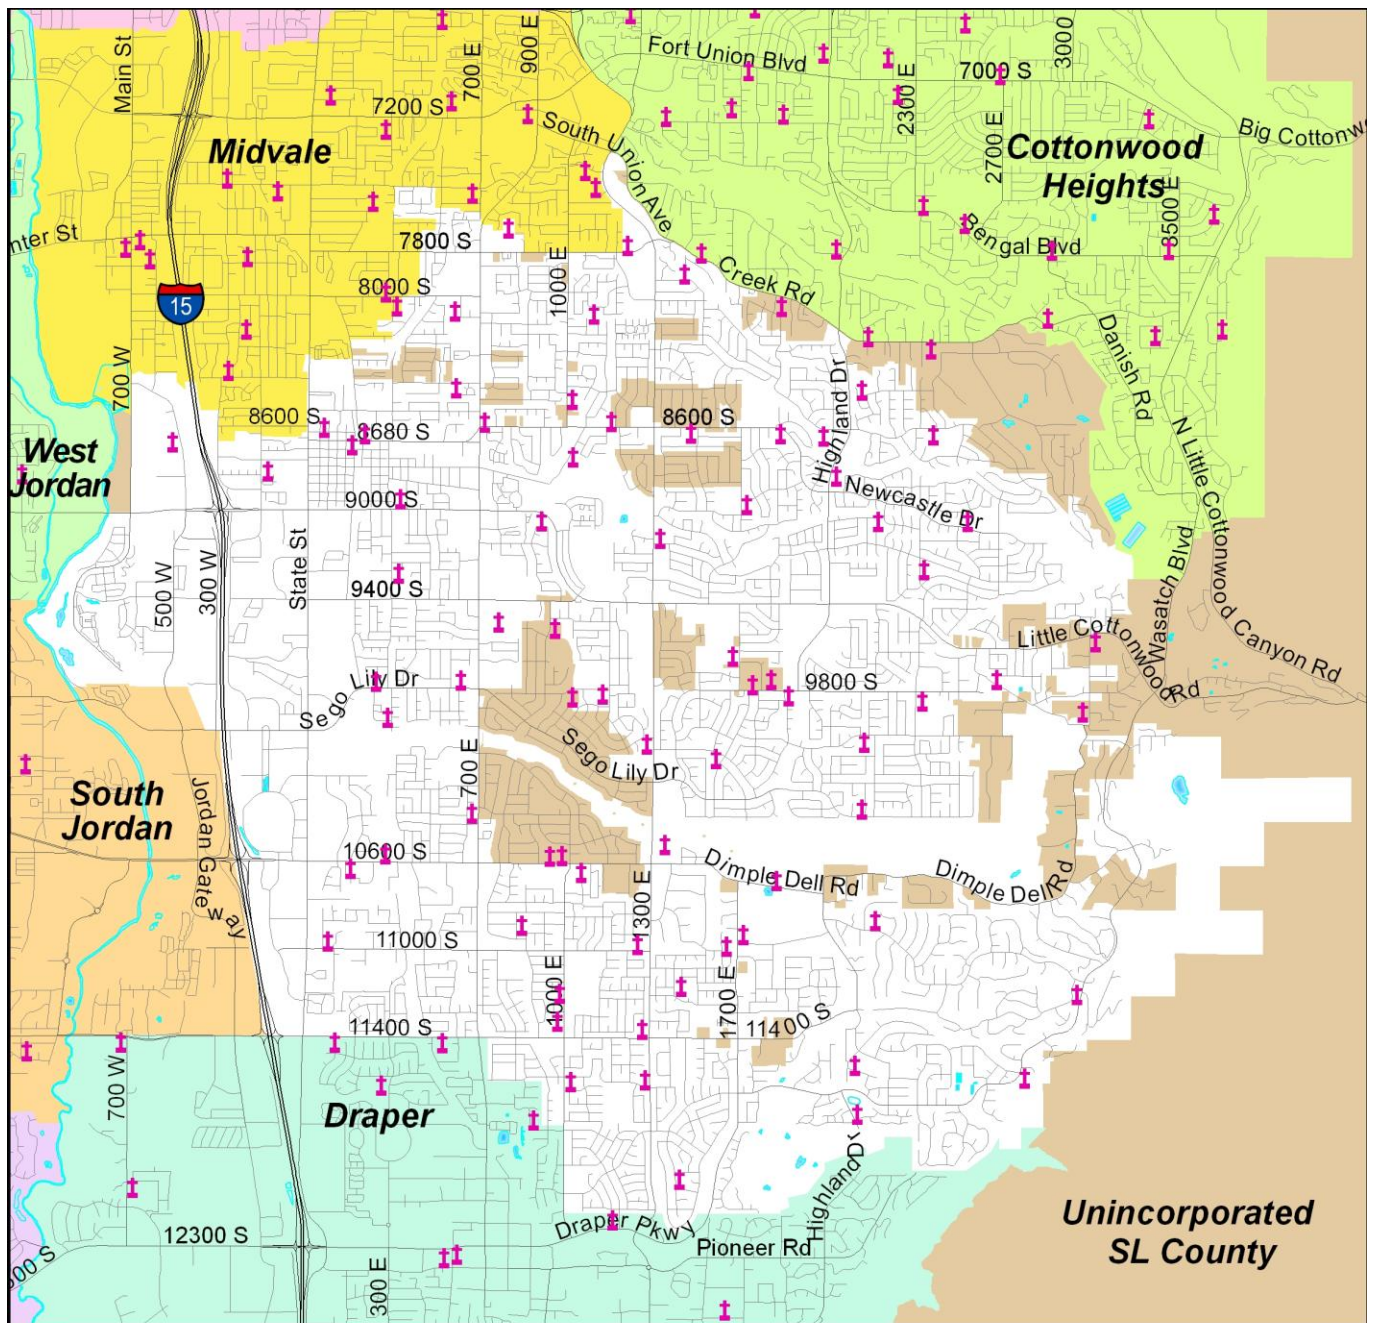 Main St
700 E
900 E
Fort Union Blvd
3000
7000 S
7200 S
2300 E
Big Cottonw
South Union Ave
Midvale
2700 E
Cottonwood
Heights
3500 E
nter St
7800 S
Bengal Blvd
Creek Rd
8000 S
1000 E
15
Danish Rd
700 W
Highland Dr
8600 S
8680 S
8600 S
N Little Cottonwood Canyon Rd
West
Jordan
9000 S
Newcastle Dr
Wasatch Blvd
500 W
300 W
State St
9400 S
Little Cottonwood Rd
Sego Lily Dr
9800 S
700 E
Sego Lily Dr
South
Jordan
Jordan Gateway
10600 S
Dimple Dell Rd
Dimple Dell Rd
1300 E
11000 S
1000 E
1700 E
11400 S
11400 S
700 W
Draper
Highland Dr
12300 S
Draper Pkwy
Pioneer Rd
Unincorporated
SL County
300 E